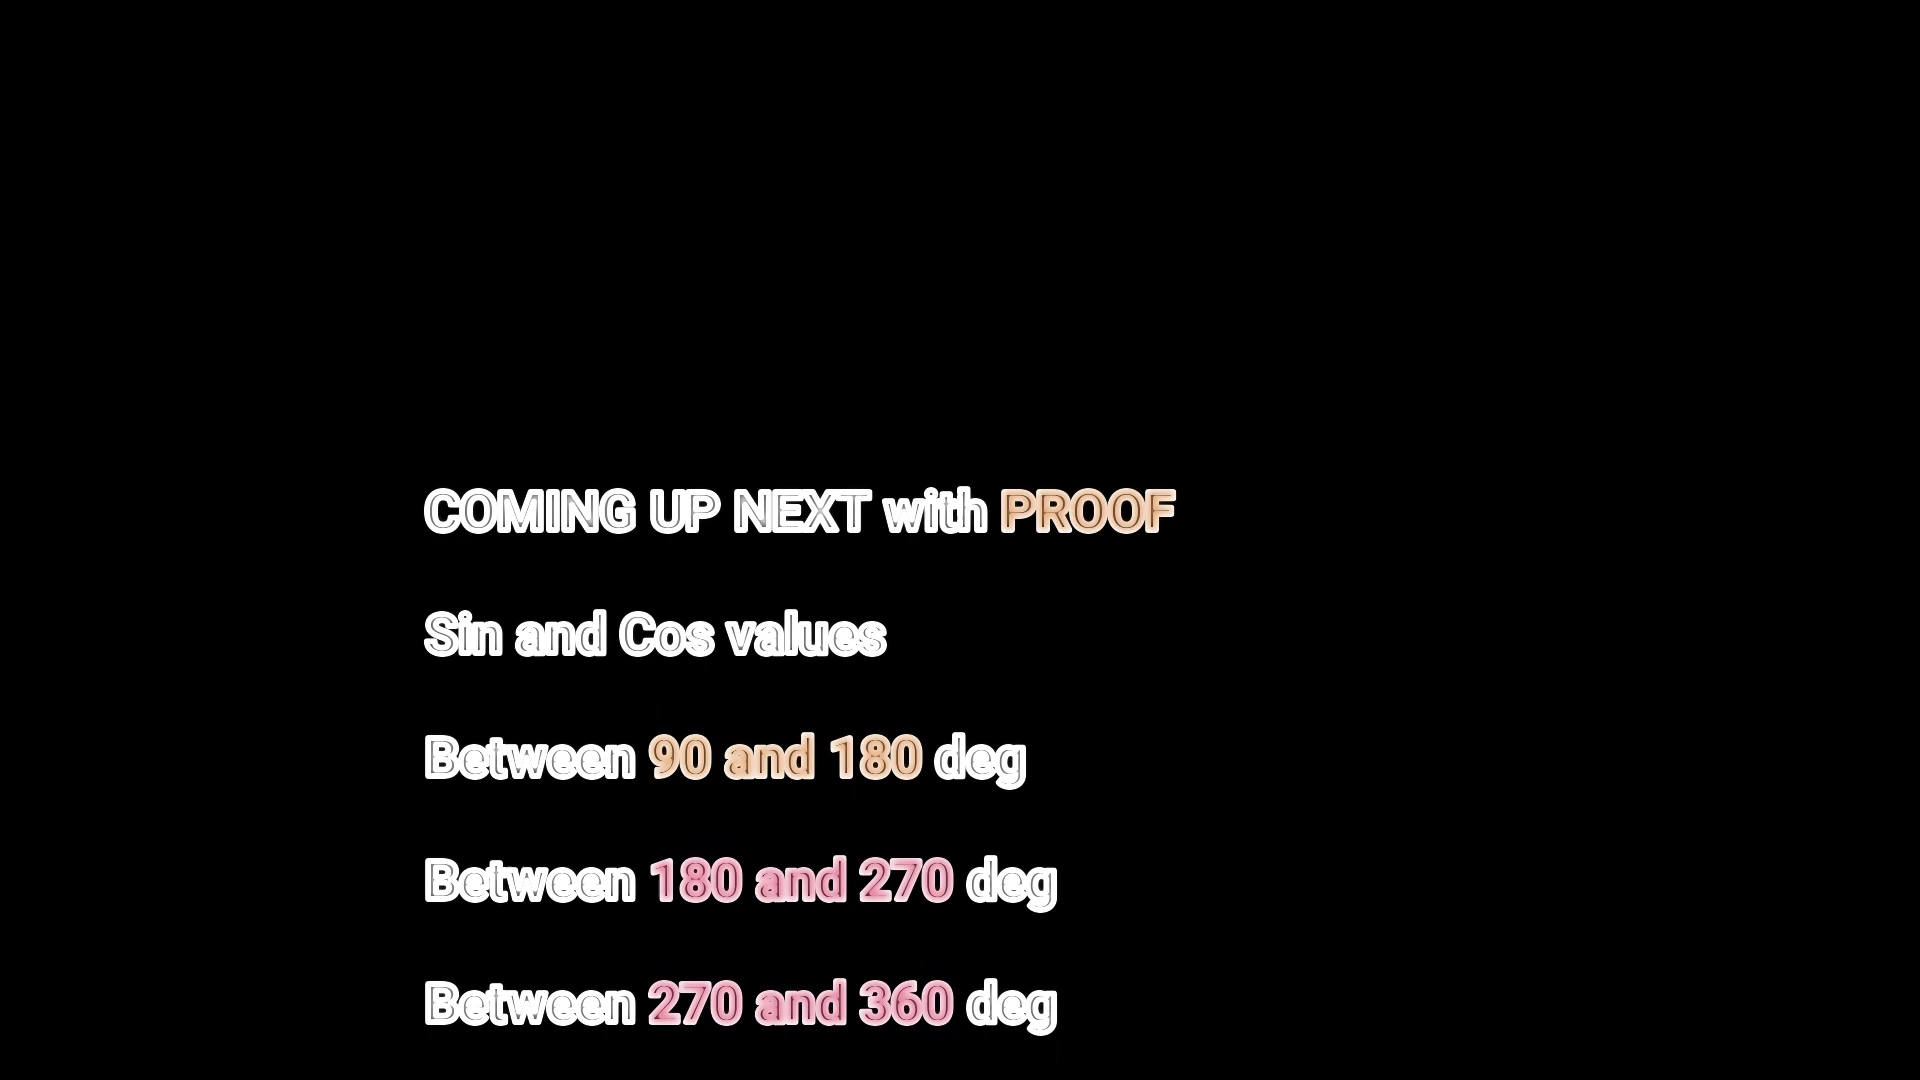 COMING UP NEXT with PROOF
Sin and Cos values
Between 90 and 180 deg
Between 180 and 270 deg
Between 270 and 360 deg